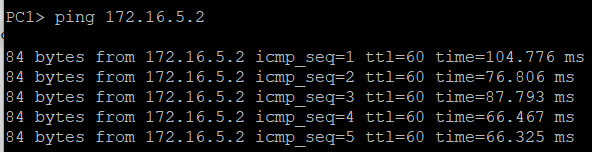 PC1> ping 172.16.5.2
84 bytes from 172.16.5.2 icmp_seq=1 ttl=60 time=104.776 ms
84 bytes from 172.16.5.2 icmp_seq=2 ttl=60 time=76.806 ms
84 bytes from 172.16.5.2 icmp_seq=3 ttl=60 time=87.793 ms
84 bytes from 172.16.5.2 icmp_seq=4 ttl=60 time=66.467 ms
84 bytes from 172.16.5.2 icmp_seq=5 ttl=60 time=66.325 ms